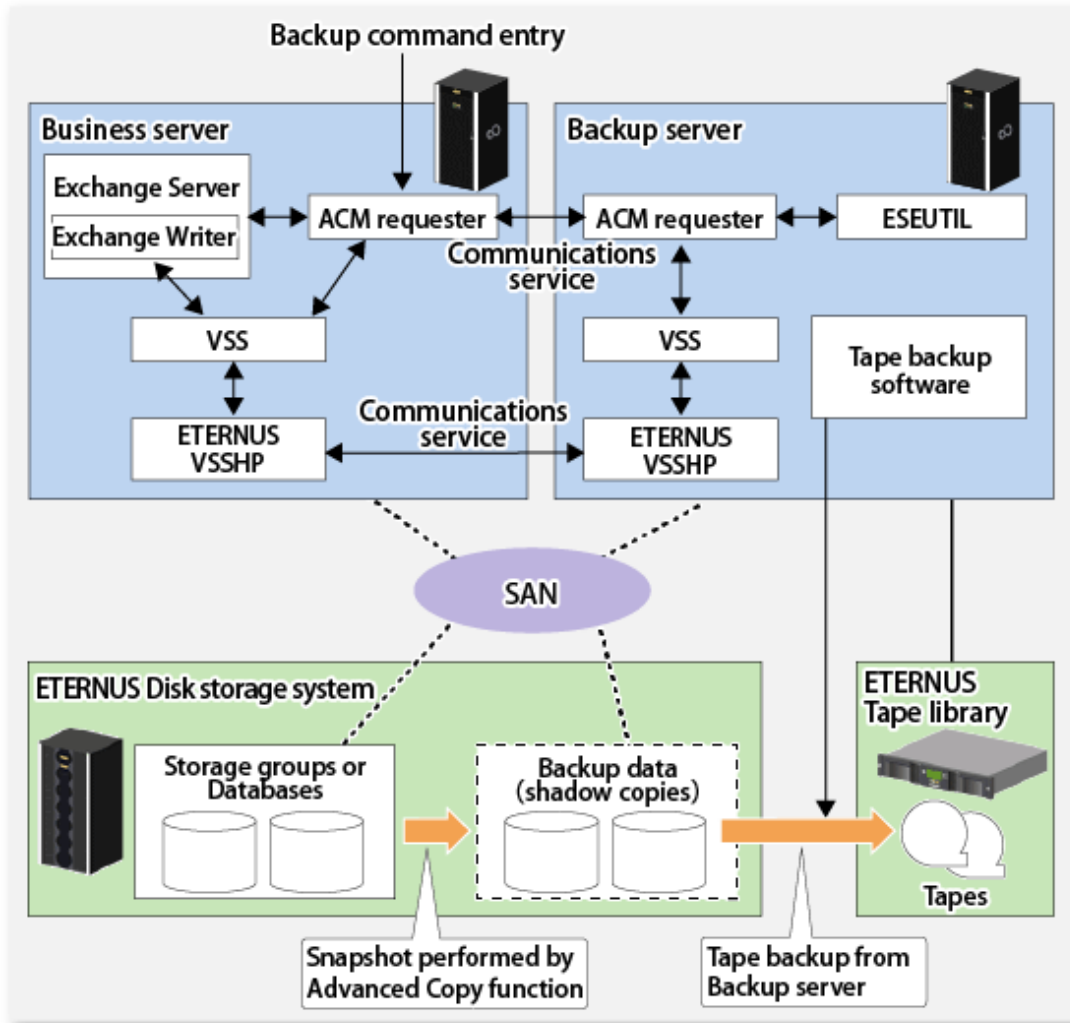 Backup command entry
Business server
Exchange Server
Exchange Writer
ACM requester
VSS
ETERNUS
VSSHP
Communications
service
Communications
service
Backup server
ACM requester
ESEUTIL
VSS
ETERNUS
VSSHP
Tape backup
software
SAN
ETERNUS Disk storage system
Storage groups or
Databases
Backup data
(shadow copies)
ETERNUS
Tape library
Tapes
Snapshot performed by
Advanced Copy function
Tape backup from
Backup server